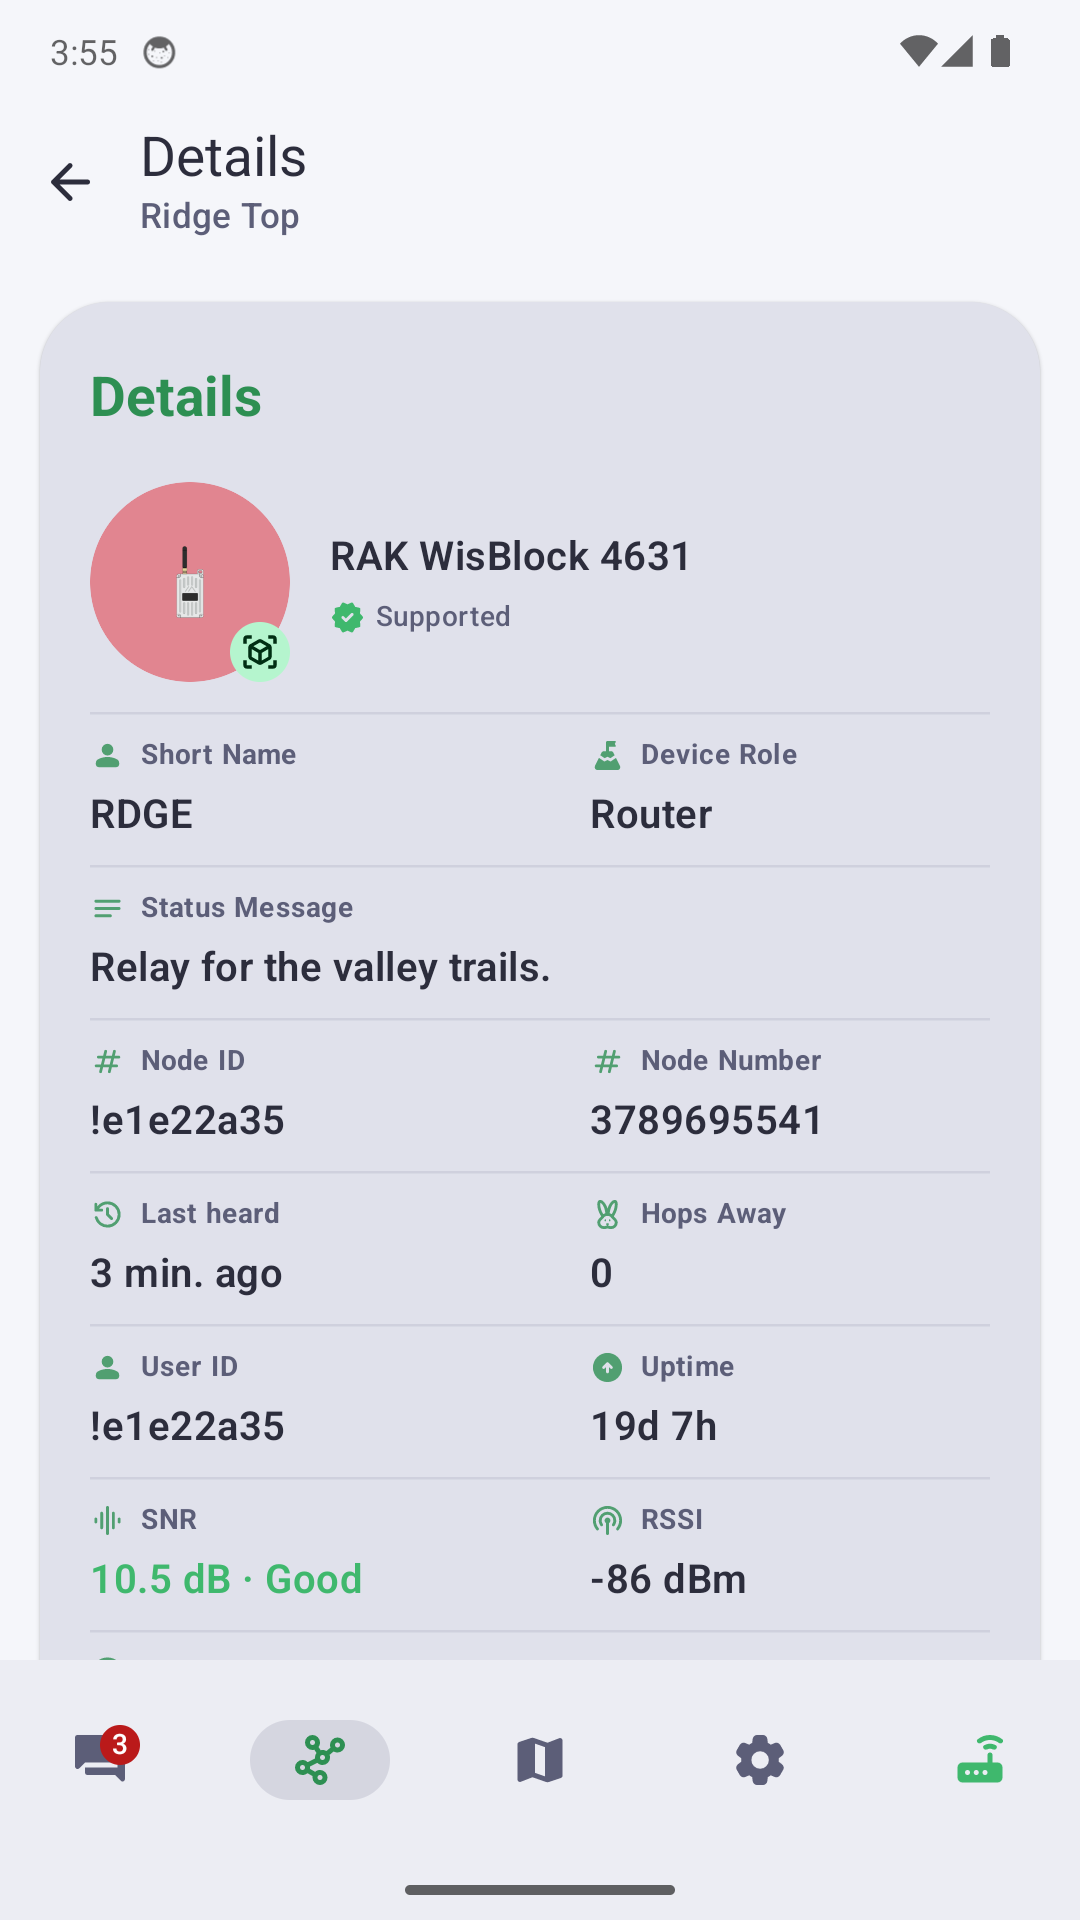 3:55
Details
Ridge Top
Details
RAK WisBlock 4631
Supported
Short Name
Device Role
RDGE
Router
Status Message
Relay for the valley trails.
Node ID
Node Number
!e1e22a35
3789695541
Last heard
Hops Away
3 min. ago
0
User ID
Uptime
!e1e22a35
19d 7h
SNR
RSSI
10.5 dB · Good
-86 dBm
3